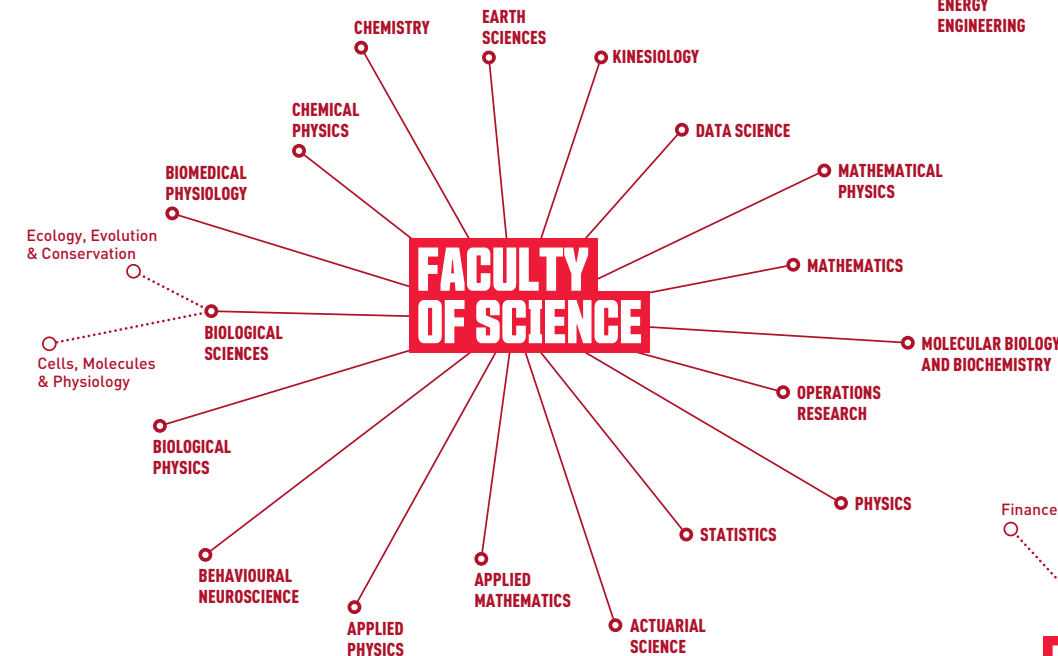 ENERGY
ENGINEERING
EARTH
SCIENCES
CHEMISTRY
KINESIOLOGY
CHEMICAL
PHYSICS
DATA SCIENCE
BIOMEDICAL
PHYSIOLOGY
MATHEMATICAL
PHYSICS
Ecology, Evolution
& Conservation
FACULTY
OF SCIENCE
MATHEMATICS
BIOLOGICAL
SCIENCES
MOLECULAR BIOLOGY
AND BIOCHEMISTRY
Cells, Molecules
& Physiology
OPERATIONS
RESEARCH
BIOLOGICAL
PHYSICS
PHYSICS
Finance
STATISTICS
BEHAVIOURAL
NEUROSCIENCE
APPLIED
MATHEMATICS
APPLIED
PHYSICS
ACTUARIAL
SCIENCE